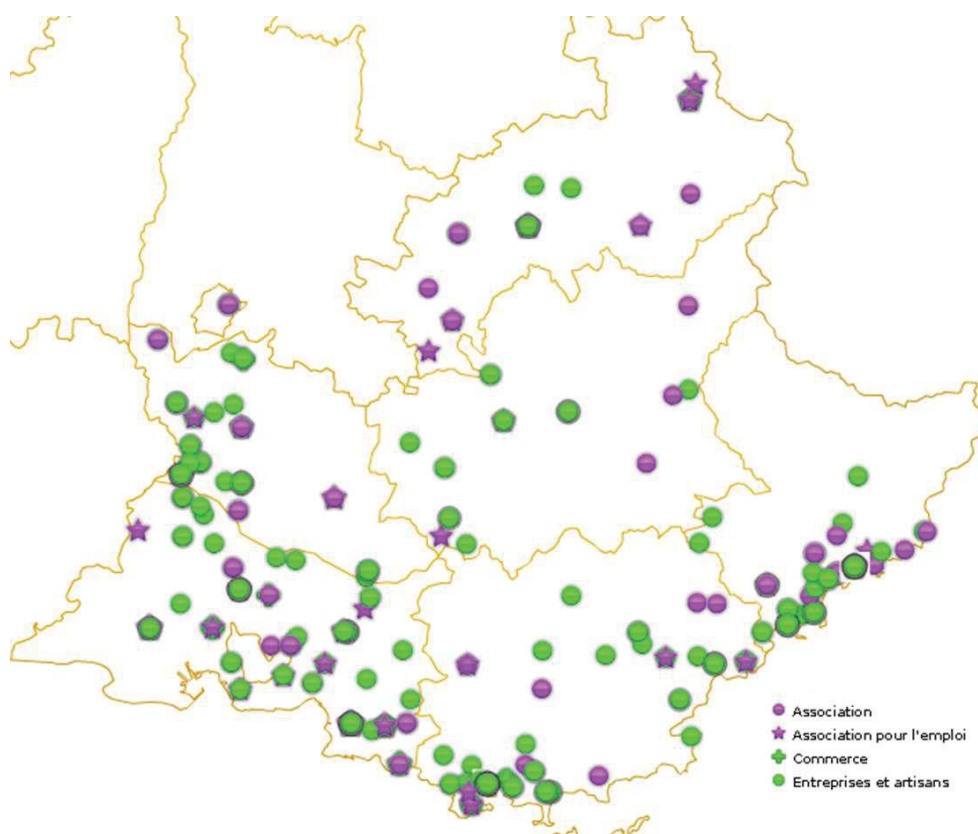 Association
Association pour l'emploi
Commerce
Entreprises et artisans